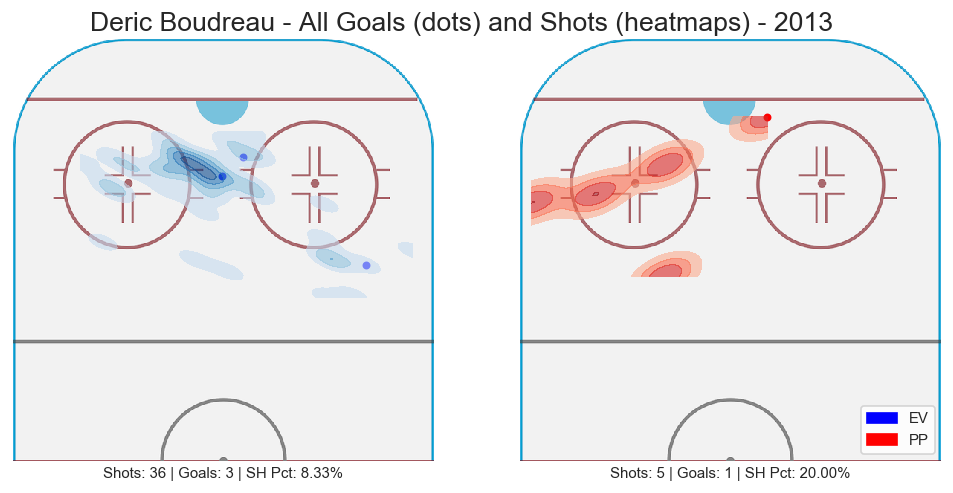 Deric Boudreau - All Goals (dots) and Shots (heatmaps) - 2013
EV
PP
Shots: 36 | Goals: 3 | SH Pct: 8.33%
Shots: 5 | Goals: 1 | SH Pct: 20.00%